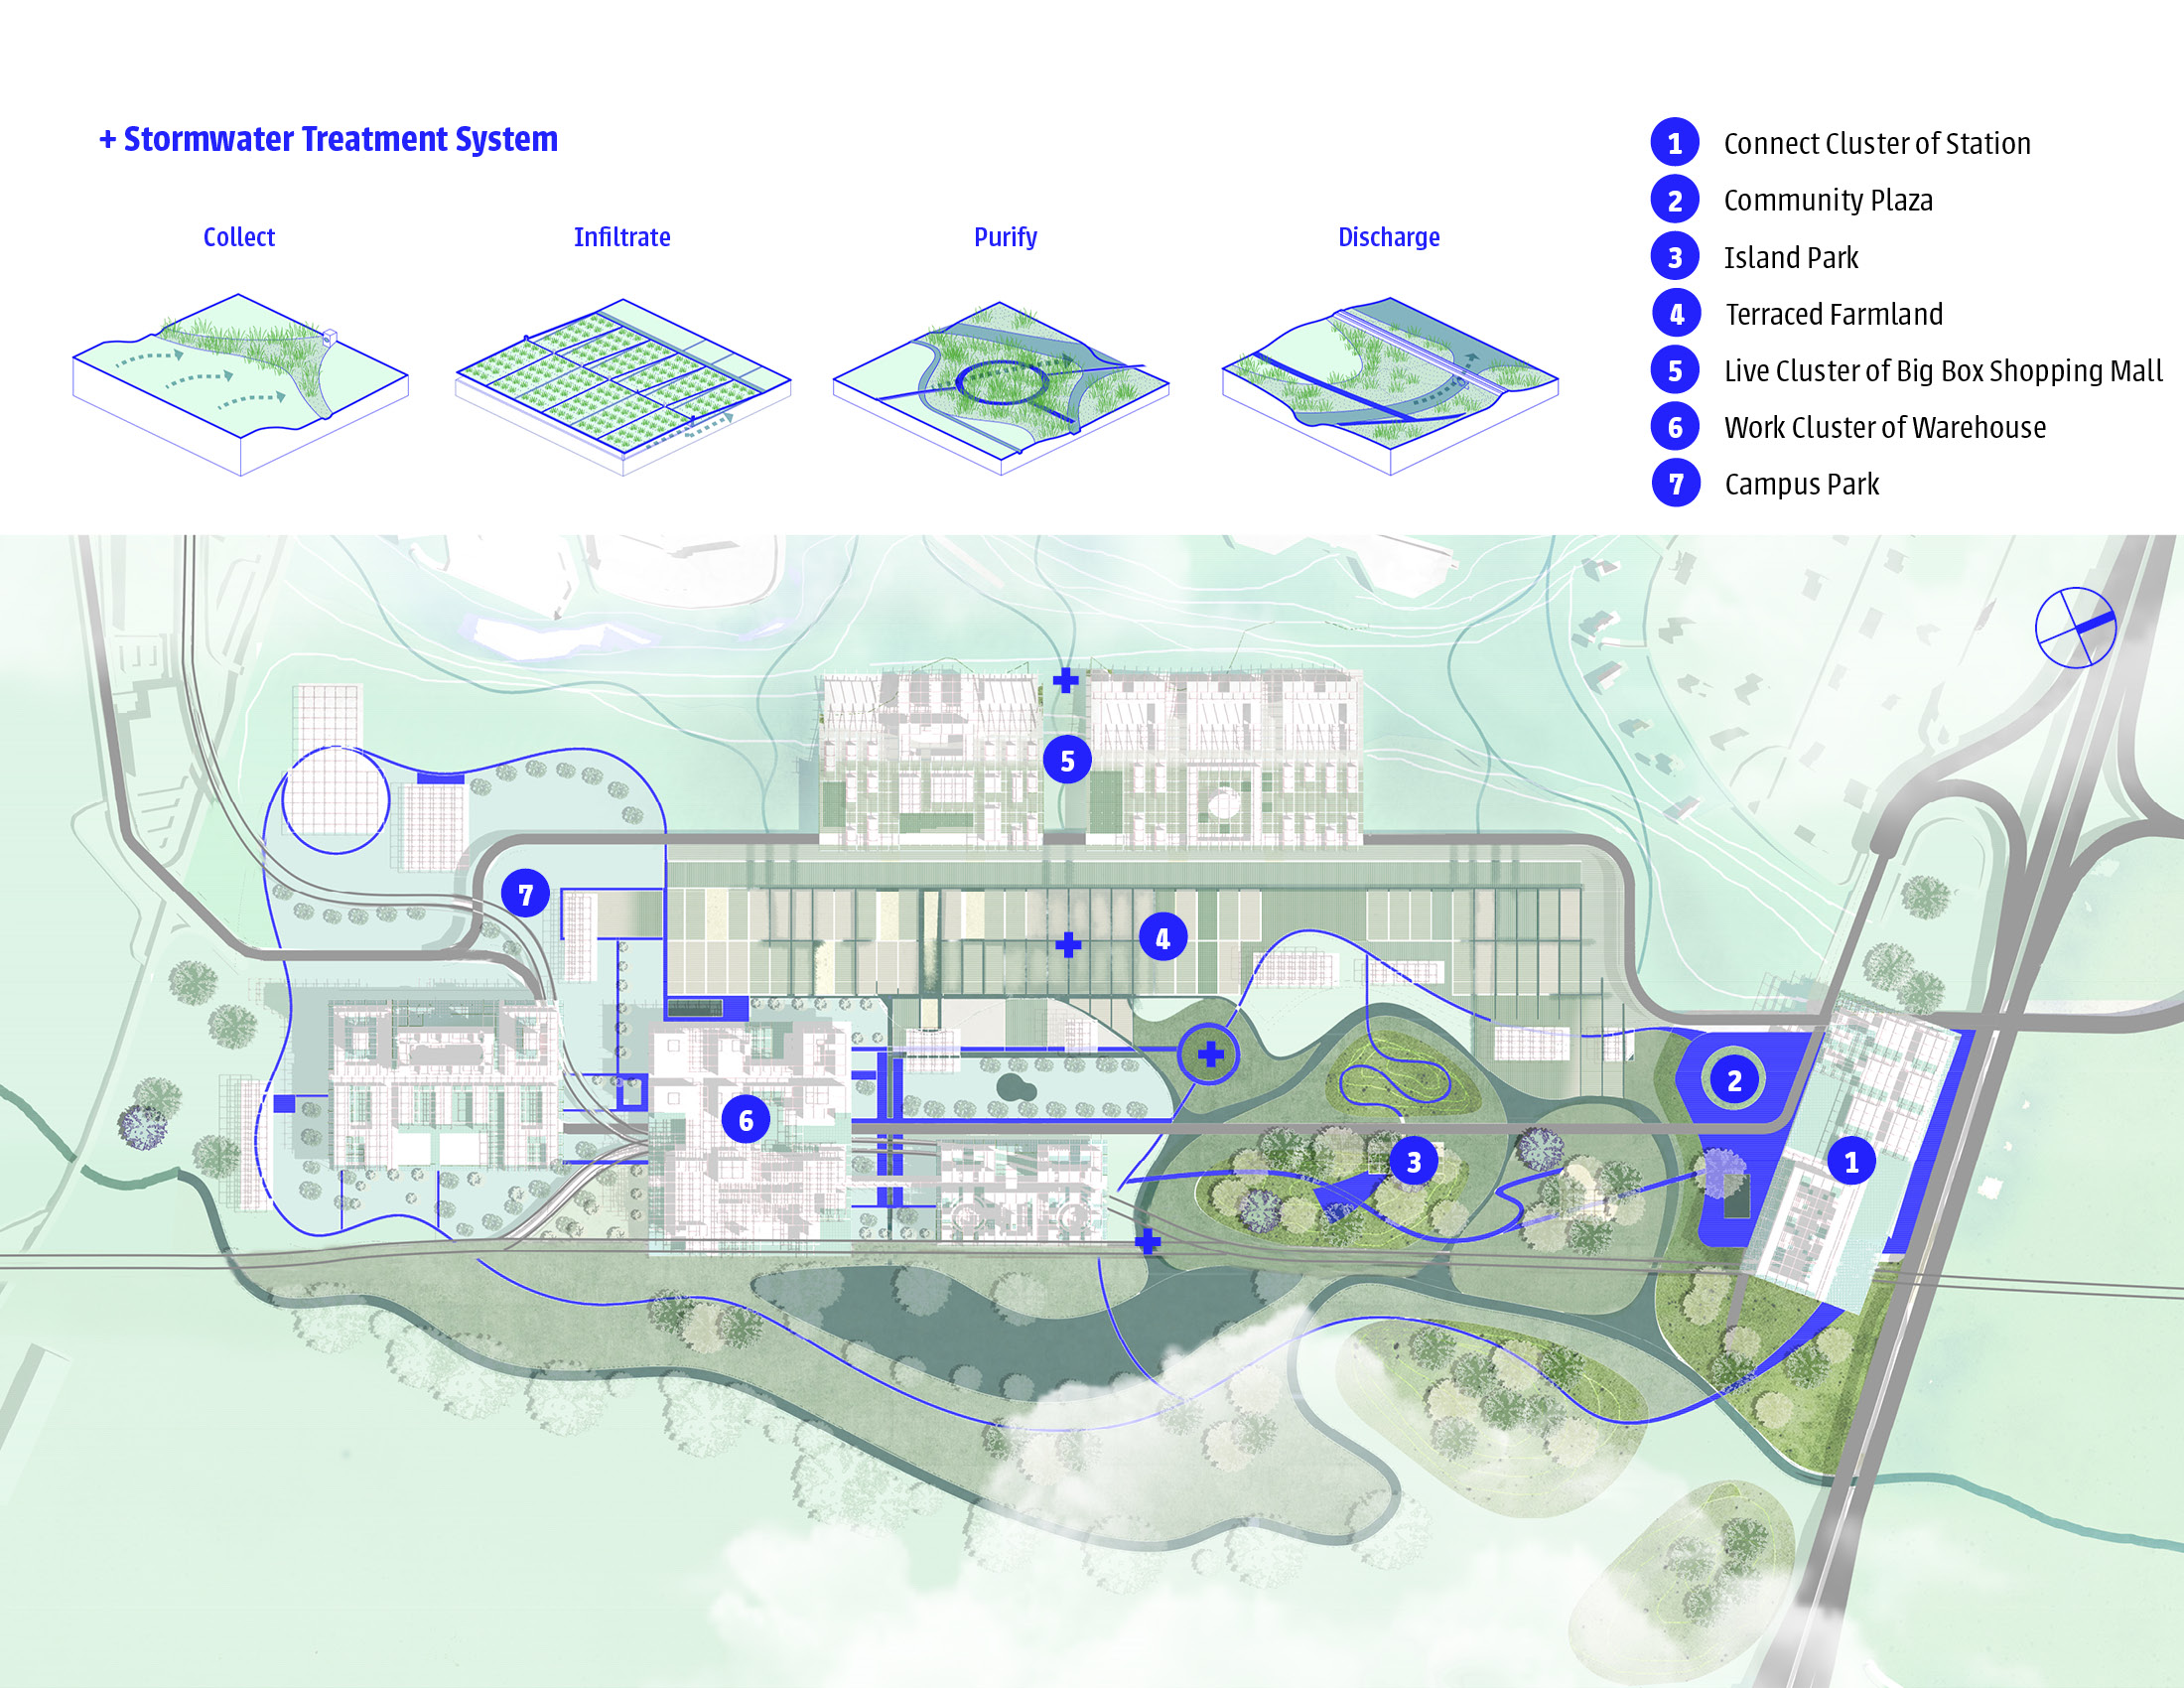 + Stormwater Treatment System
Collect
Infiltrate
Purify
Discharge
1 Connect Cluster of Station
2 Community Plaza
3 Island Park
4 Terraced Farmland
5 Live Cluster of Big Box Shopping Mall
6 Work Cluster of Warehouse
7 Campus Park
5
7
4
2
6
3
1